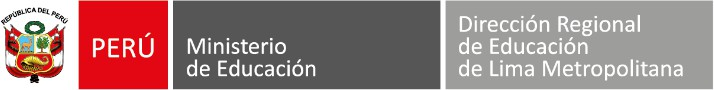 REPÚBLICA DEL PERÚ
PERÚ
Ministerio
de Educación
Dirección Regional
de Educación
de Lima Metropolitana